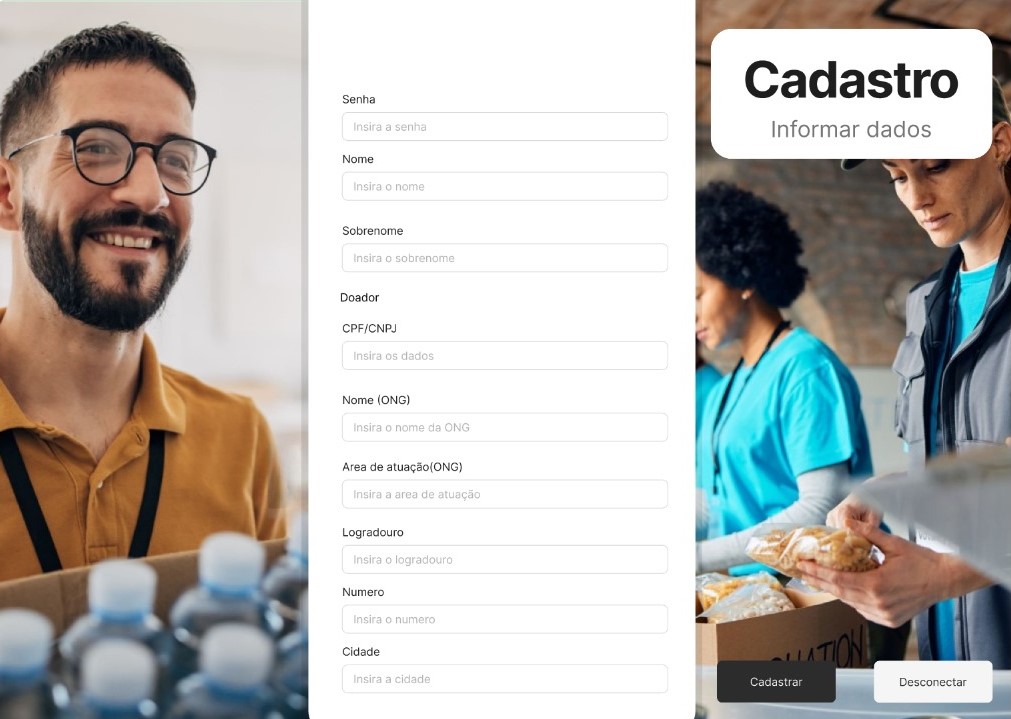 Senha
Insira a senha
Nome
Insira o nome
Sobrenome
Insira o sobrenome
Doador
CPF/CNPJ
Insira os dados
Nome (ONG)
Insira o nome da ONG
Area de atuação(ONG)
Insira a area de atuação
Logradouro
Insira o logradouro
Numero
Insira o numero
Cidade
Insira a cidade
Cadastro
Informar dados
Cadastrar
Desconectar